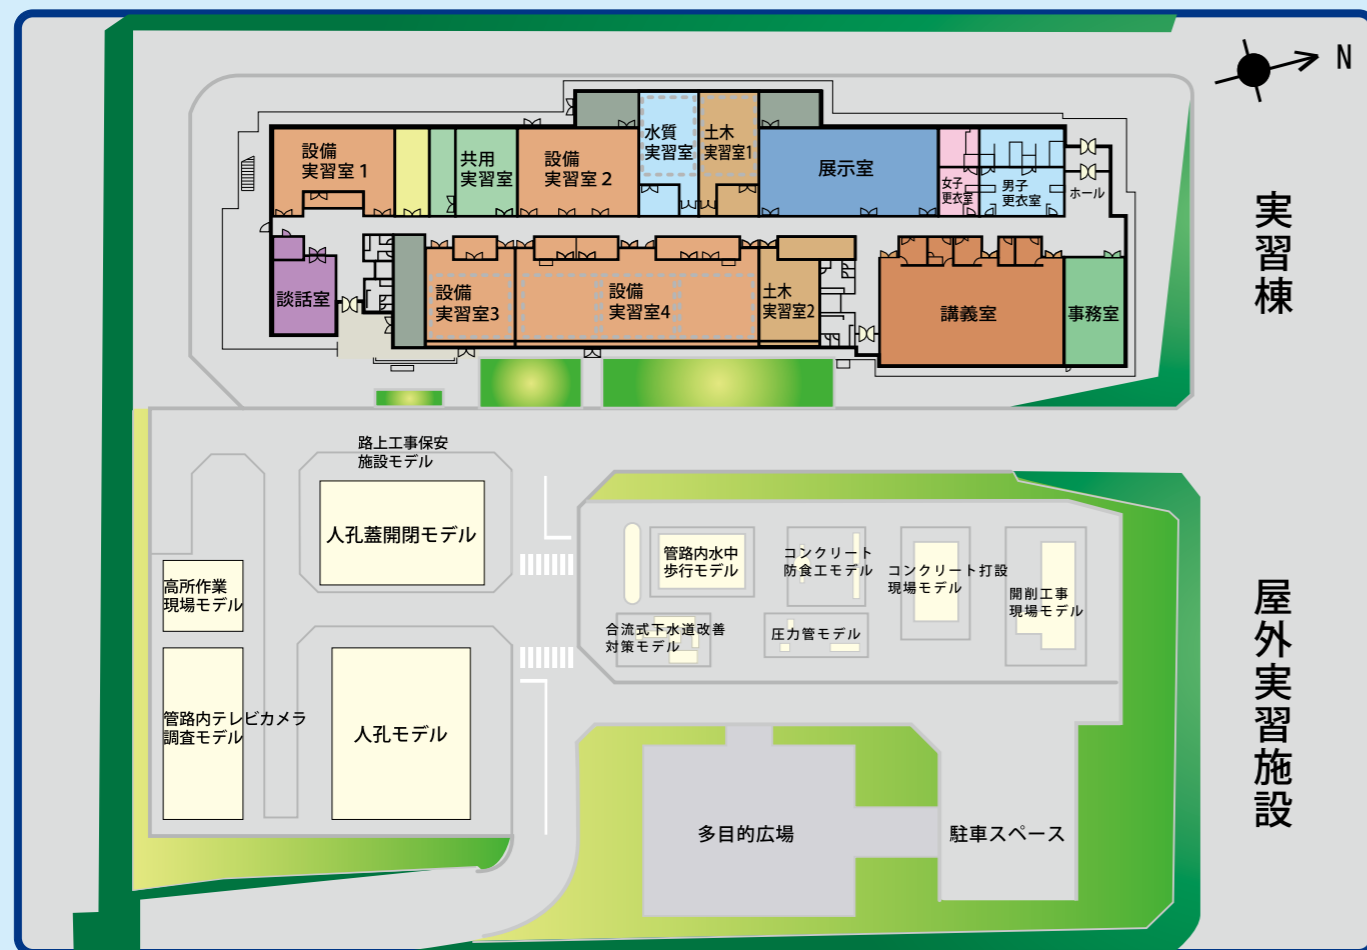 N
設備
実習室1
共用
実習室
設備
実習室2
水質
実習室
土木
実習室1
展示室
女子
更衣室
男子
更衣室
ホール
談話室
設備
実習室3
設備
実習室4
土木
実習室2
講義室
事務室
実習棟
路上工事保安
施設モデル
人孔蓋開閉モデル
高所作業
現場モデル
管路内テレビカメラ
調査モデル
人孔モデル
管路内水中
歩行モデル
コンクリート
防食工モデル
コンクリート打設
現場モデル
開削工事
現場モデル
合流式下水道改善
対策モデル
圧力管モデル
多目的広場
駐車スペース
屋外実習施設